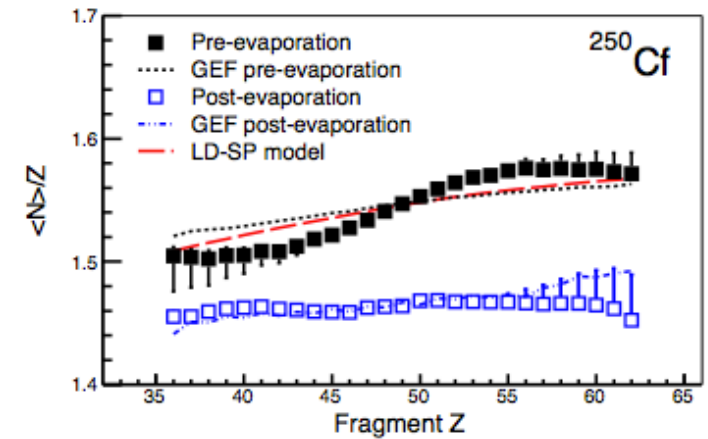 1.7
1.6
1.5
1.4
<N>/Z
²⁵⁰Cf
Pre-evaporation
GEF pre-evaporation
Post-evaporation
GEF post-evaporation
LD-SP model
35 40 45 50 55 60 65
Fragment Z